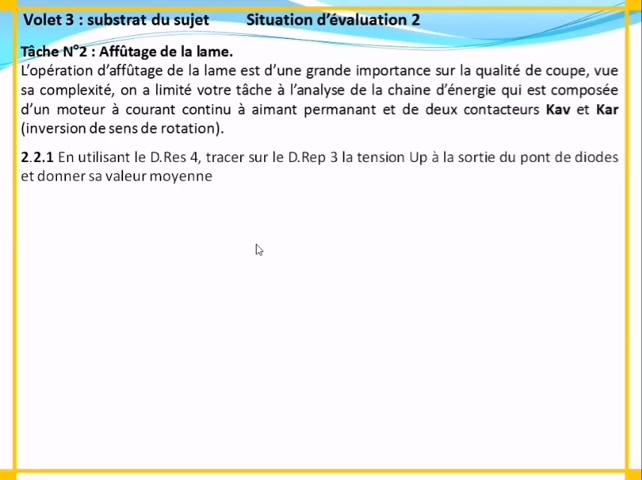 Volet 3 : substrat du sujet Situation d'évaluation 2
Tâche N°2 : Affûtage de la lame.
L'opération d'affûtage de la lame est d'une grande importance sur la qualité de coupe, vue
sa complexité, on a limité votre tâche à l'analyse de la chaine d'énergie qui est composée
d'un moteur à courant continu à aimant permanant et de deux contacteurs Kav et Kar
(inversion de sens de rotation).
2.2.1 En utilisant le D.Res 4, tracer sur le D.Rep 3 la tension Up à la sortie du pont de diodes
et donner sa valeur moyenne